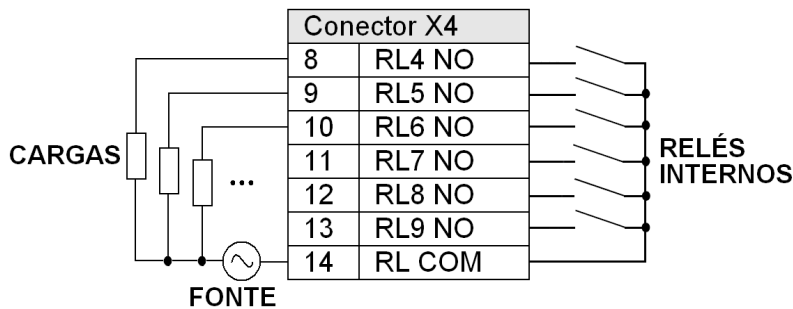 Conector X4
8 RL4 NO
9 RL5 NO
10 RL6 NO
11 RL7 NO
12 RL8 NO
13 RL9 NO
14 RL COM
CARGAS
...
FONTE
RELÉS
INTERNOS